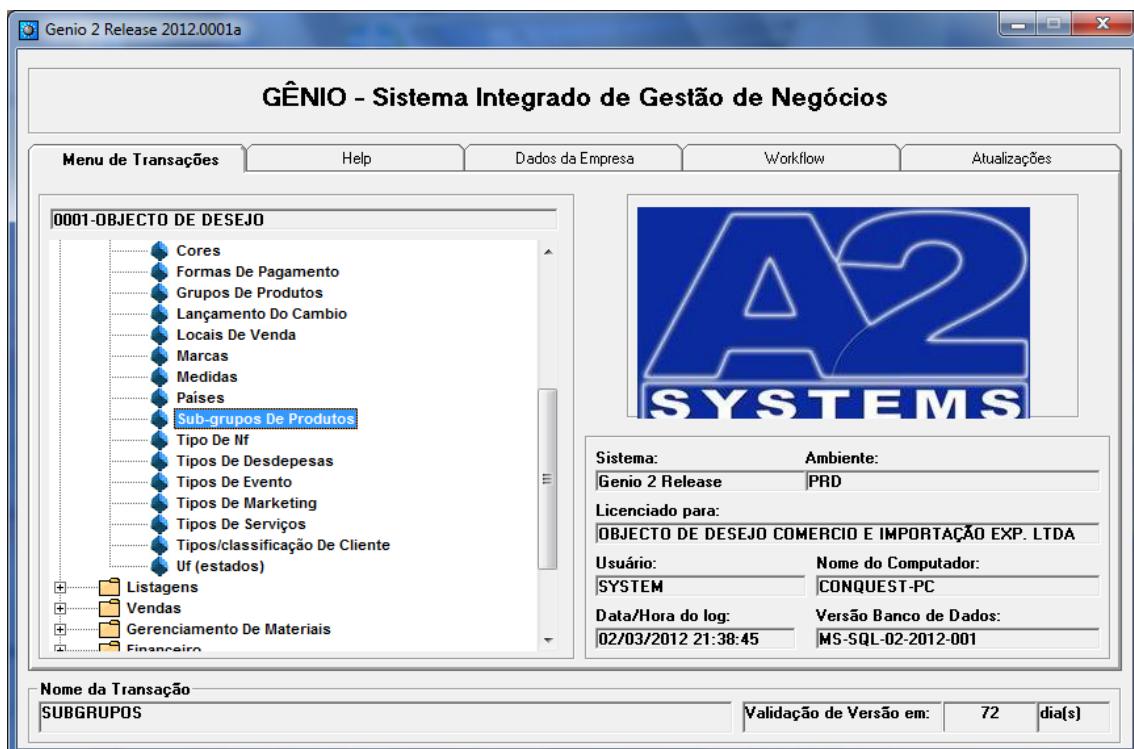 Genio 2 Release 2012.0001a
GÊNIO - Sistema Integrado de Gestão de Negócios
Menu de Transações
Help
Dados da Empresa
Workflow
Atualizações
0001-OBJECTO DE DESEJO
Cores
Formas De Pagamento
Grupos De Produtos
Lançamento Do Cambio
Locais De Venda
Marcas
Medidas
Países
Sub-grupos De Produtos
Tipo De Nf
Tipos De Desdepesas
Tipos De Evento
Tipos De Marketing
Tipos De Serviços
Tipos/classificação De Cliente
Uf (estados)
Listagens
Vendas
Gerenciamento De Materiais
Financeiro
A2
SYSTEMS
Sistema: Ambiente:
Genio 2 Release PRD
Licenciado para:
OBJECTO DE DESEJO COMERCIO E IMPORTAÇÃO EXP. LTDA
Usuário: Nome do Computador:
SYSTEM CONQUEST-PC
Data/Hora do log: Versão Banco de Dados:
02/03/2012 21:38:45 MS-SQL-02-2012-001
Nome da Transação
SUBGRUPOS
Validação de Versão em: 72 dia(s)